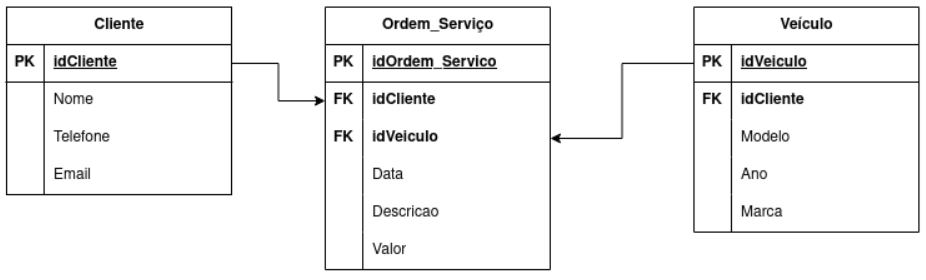 Cliente
PK idCliente
Nome
Telefone
Email
Ordem_Serviço
PK idOrdem_Servico
FK idCliente
FK idVeiculo
Data
Descricao
Valor
Veículo
PK idVeiculo
FK idCliente
Modelo
Ano
Marca